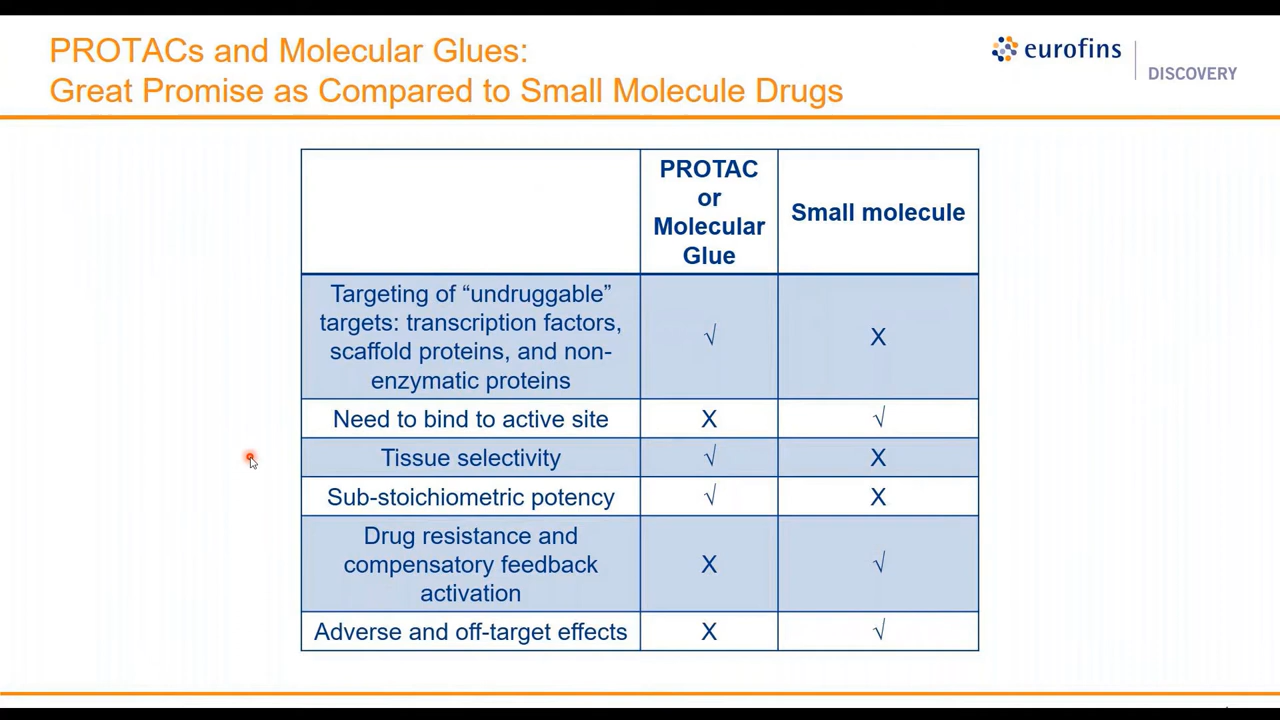 PROTACs and Molecular Glues:
Great Promise as Compared to Small Molecule Drugs
eurofins
DISCOVERY
PROTAC
or
Molecular
Glue
Small molecule
Targeting of “undruggable”
targets: transcription factors,
scaffold proteins, and non-
enzymatic proteins
√ X
Need to bind to active site X √
Tissue selectivity √ X
Sub-stoichiometric potency √ X
Drug resistance and
compensatory feedback
activation
X √
Adverse and off-target effects X √